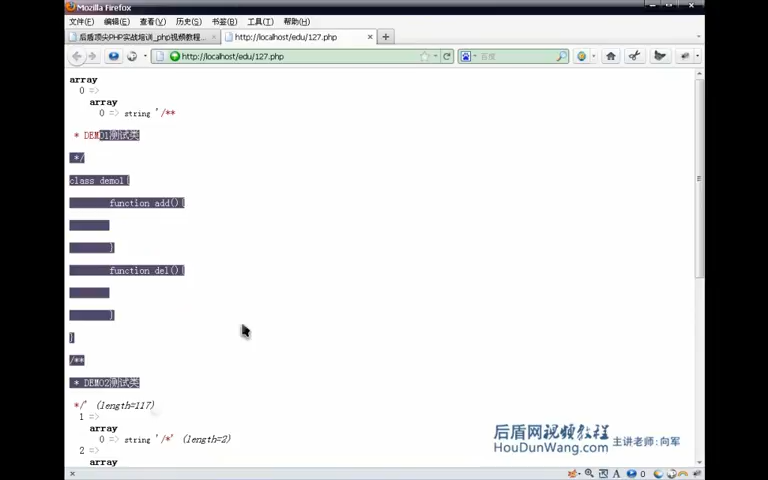 Mozilla Firefox
文件(F) 编辑(E) 查看(V) 历史(S) 书签(B) 工具(T) 帮助(H)
后盾顶尖PHP实战培训_php视频教程... http://localhost/edu/127.php
http://localhost/edu/127.php 百度
array
0 =>
array
0 => string '/**
* DEMO1测试类
*/
class demo1{
function add(){
}
function del(){
}
}
/**
* DEMO2测试类
*/' (length=117)
1 =>
array
0 => string '/*' (length=2)
2 =>
array
后盾网视频教程 主讲老师:向军
HouDunWang.com
0